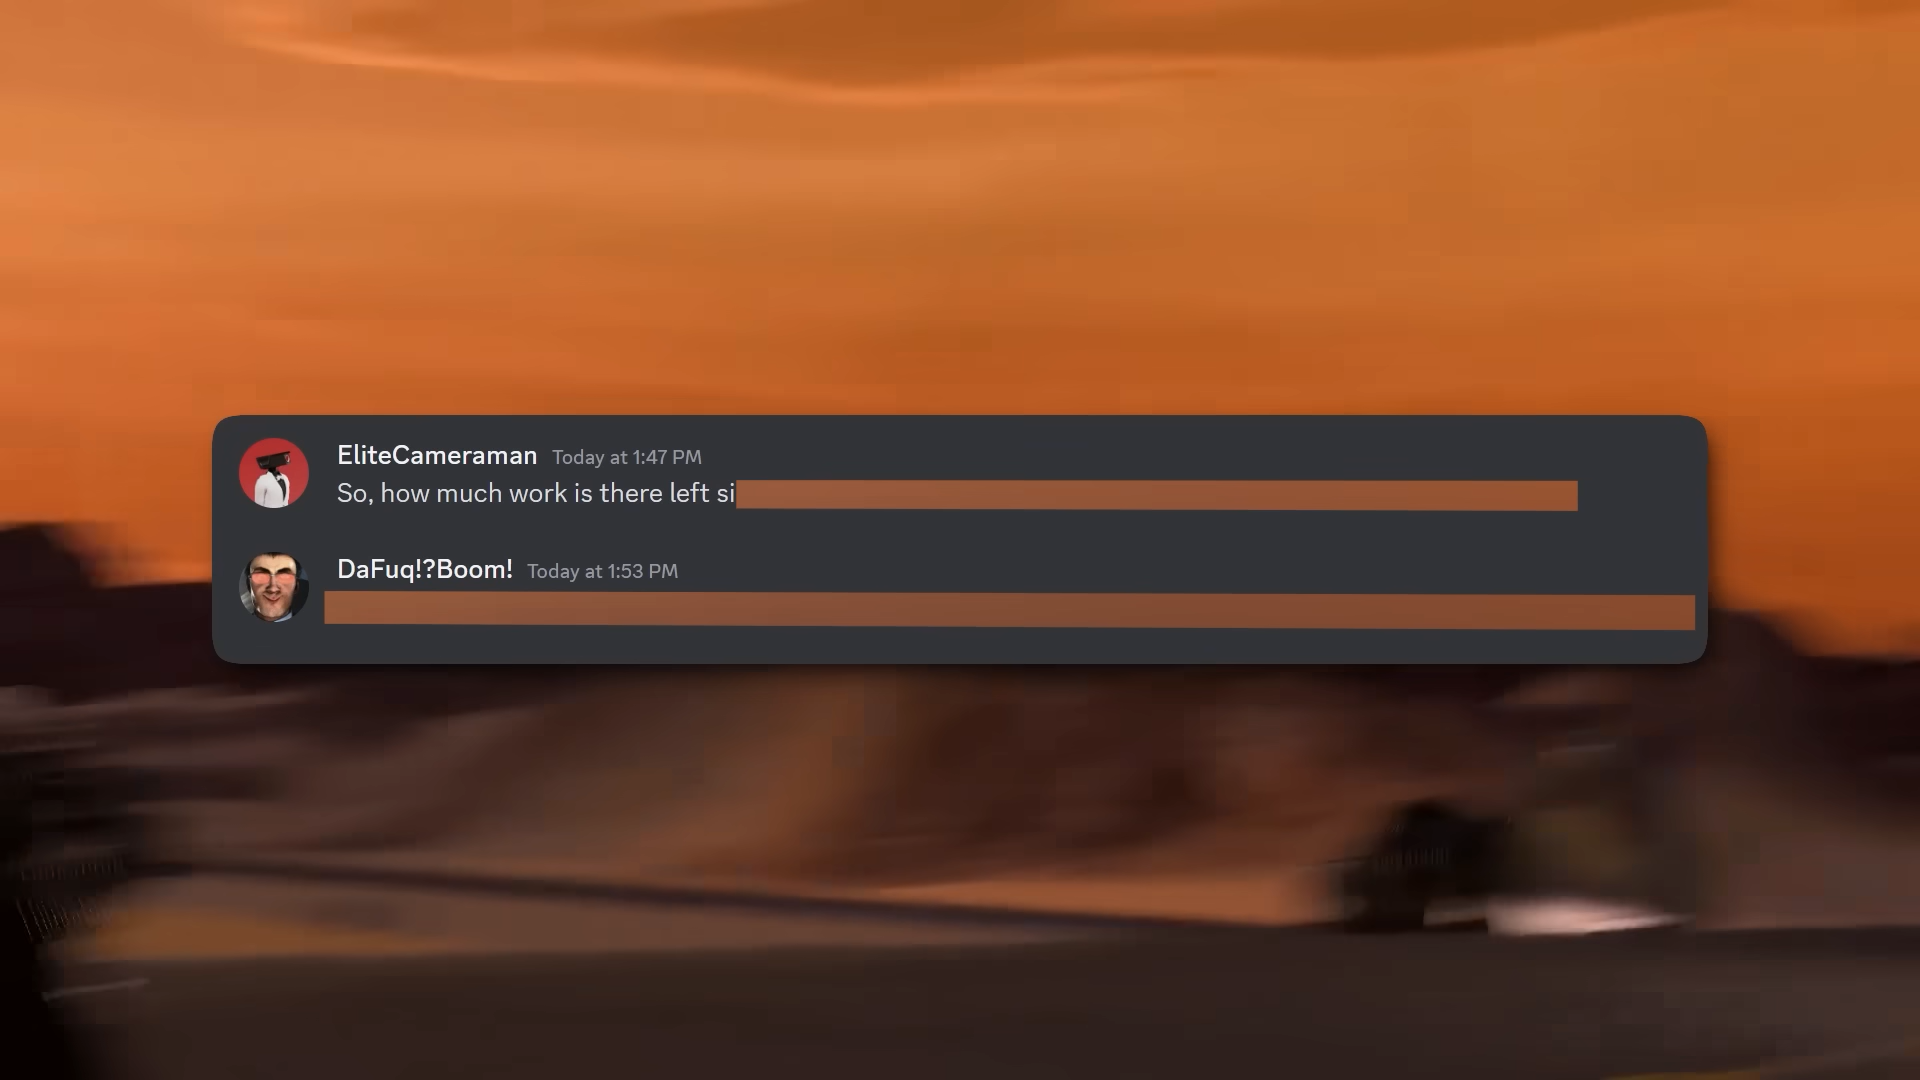 EliteCameraman Today at 1:47 PM
So, how much work is there left si
DaFuq!?Boom! Today at 1:53 PM